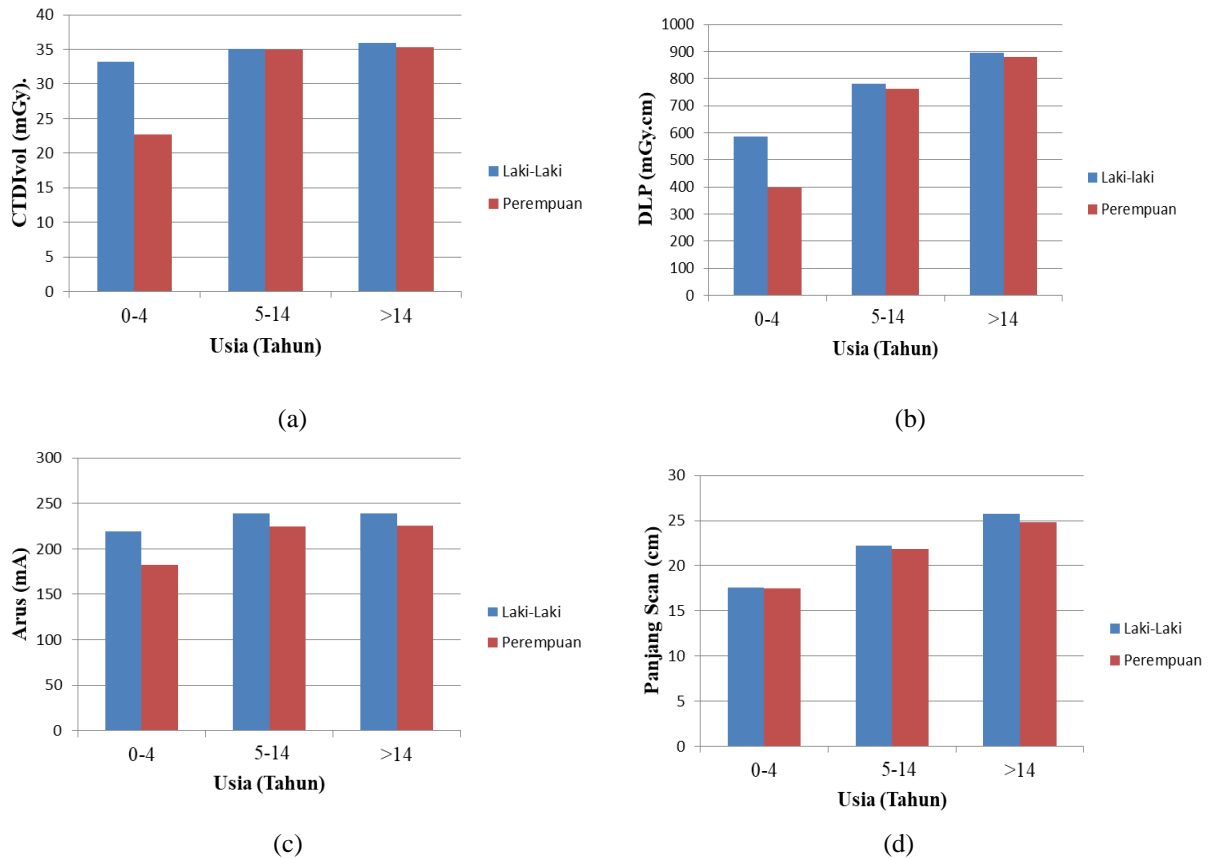 40
35
30
25
20
15
10
5
0
CTDIvol (mGy).
0-4
5-14
>14
Usia (Tahun)
Laki-Laki
Perempuan
(a)
1000
900
800
700
600
500
400
300
200
100
0
DLP (mGy.cm)
0-4
5-14
>14
Usia (Tahun)
Laki-laki
Perempuan
(b)
300
250
200
150
100
50
0
Arus (mA)
0-4
5-14
>14
Usia (Tahun)
Laki-Laki
Perempuan
(c)
30
25
20
15
10
5
0
Panjang Scan (cm)
0-4
5-14
>14
Usia (Tahun)
Laki-Laki
Perempuan
(d)